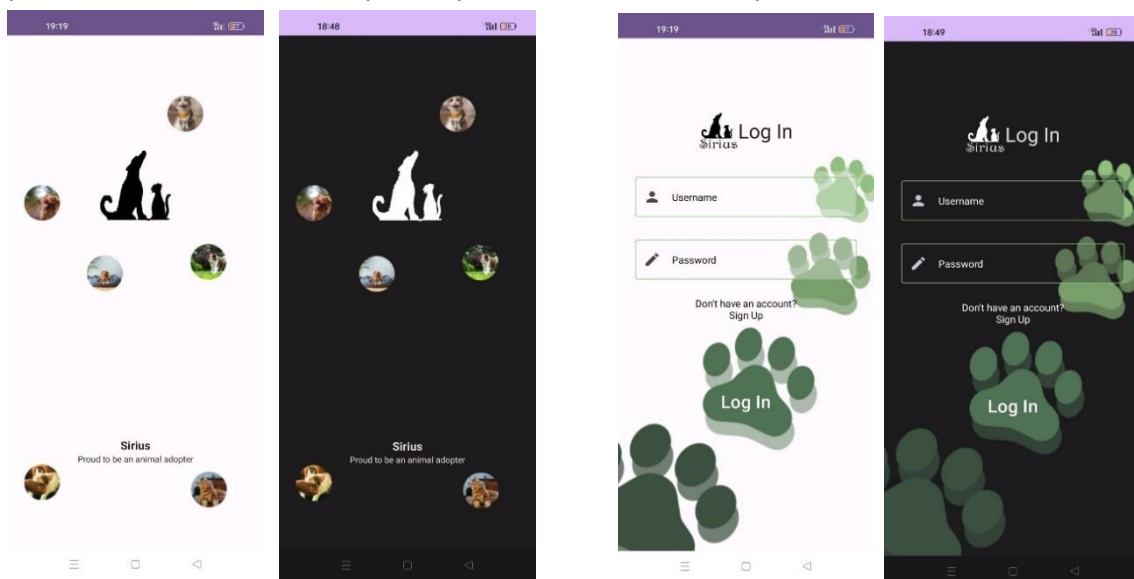 19:19
Sirius
Proud to be an animal adopter
18:48
Sirius
Proud to be an animal adopter
19:19
Sirius Log In
Username
Password
Don't have an account?
Sign Up
Log In
18:49
Sirius Log In
Username
Password
Don't have an account?
Sign Up
Log In